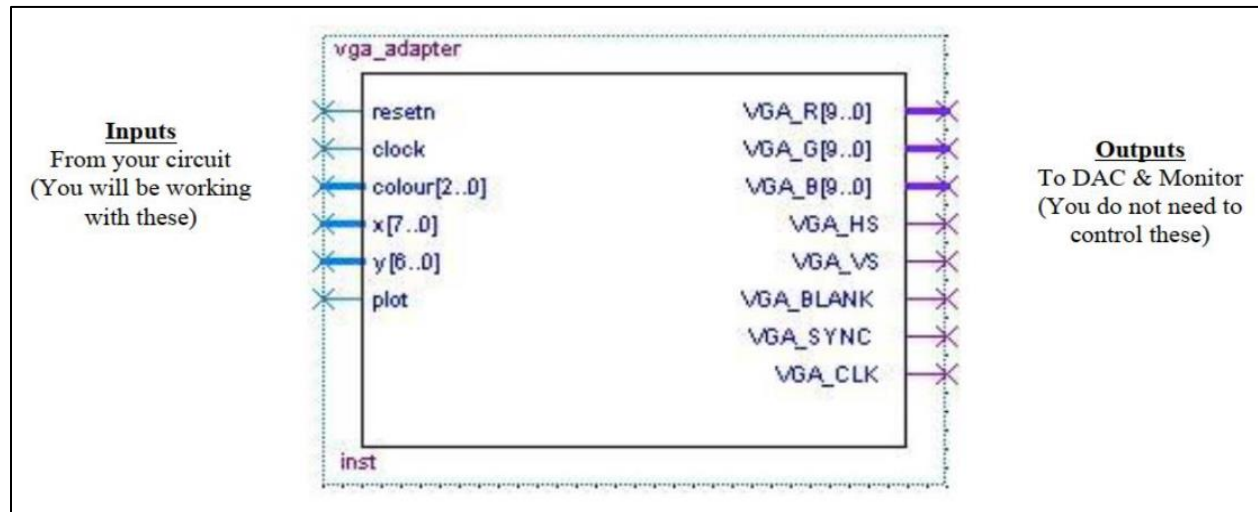 vga_adapter
Inputs
From your circuit
(You will be working
with these)
resetn
clock
colour[2..0]
x[7..0]
y[6..0]
plot
VGA_R[9..0]
VGA_G[9..0]
VGA_B[9..0]
VGA_HS
VGA_VS
VGA_BLANK
VGA_SYNC
VGA_CLK
Outputs
To DAC & Monitor
(You do not need to
control these)
inst